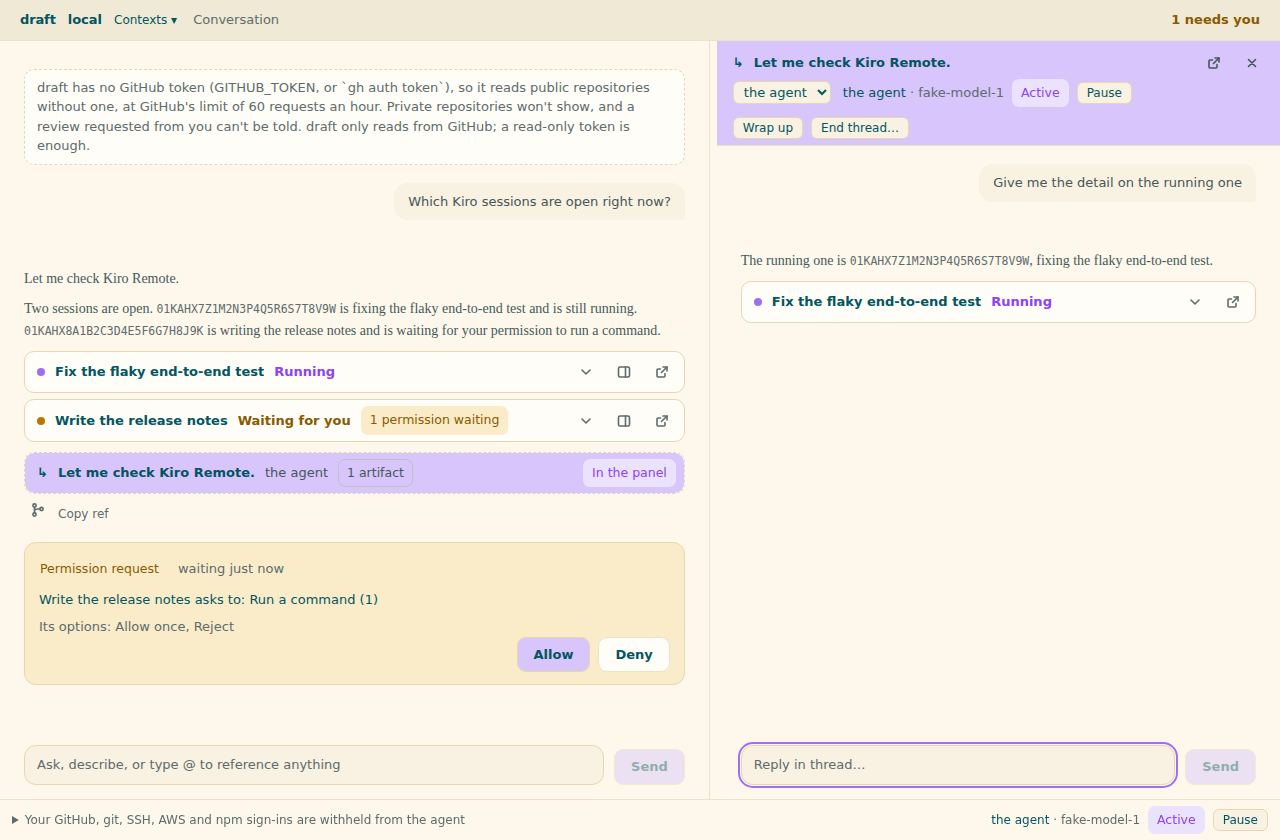 draft local Contexts ▾ Conversation 1 needs you
draft has no GitHub token (GITHUB_TOKEN, or `gh auth token`), so it reads public repositories
without one, at GitHub's limit of 60 requests an hour. Private repositories won't show, and a
review requested from you can't be told. draft only reads from GitHub; a read-only token is
enough.
Which Kiro sessions are open right now?
Let me check Kiro Remote.
Two sessions are open. 01KAHX7Z1M2N3P4Q5R6S7T8V9W is fixing the flaky end-to-end test and is still running.
01KAHX8A1B2C3D4E5F6G7H8J9K is writing the release notes and is waiting for your permission to run a command.
Fix the flaky end-to-end test Running
Write the release notes Waiting for you 1 permission waiting
↳ Let me check Kiro Remote. the agent 1 artifact In the panel
Copy ref
Permission request waiting just now
Write the release notes asks to: Run a command (1)
Its options: Allow once, Reject
Allow Deny
Ask, describe, or type @ to reference anything Send
↳ Let me check Kiro Remote.
the agent the agent · fake-model-1 Active Pause
Wrap up End thread…
Give me the detail on the running one
The running one is 01KAHX7Z1M2N3P4Q5R6S7T8V9W, fixing the flaky end-to-end test.
Fix the flaky end-to-end test Running
Reply in thread… Send
▶ Your GitHub, git, SSH, AWS and npm sign-ins are withheld from the agent the agent · fake-model-1 Active Pause